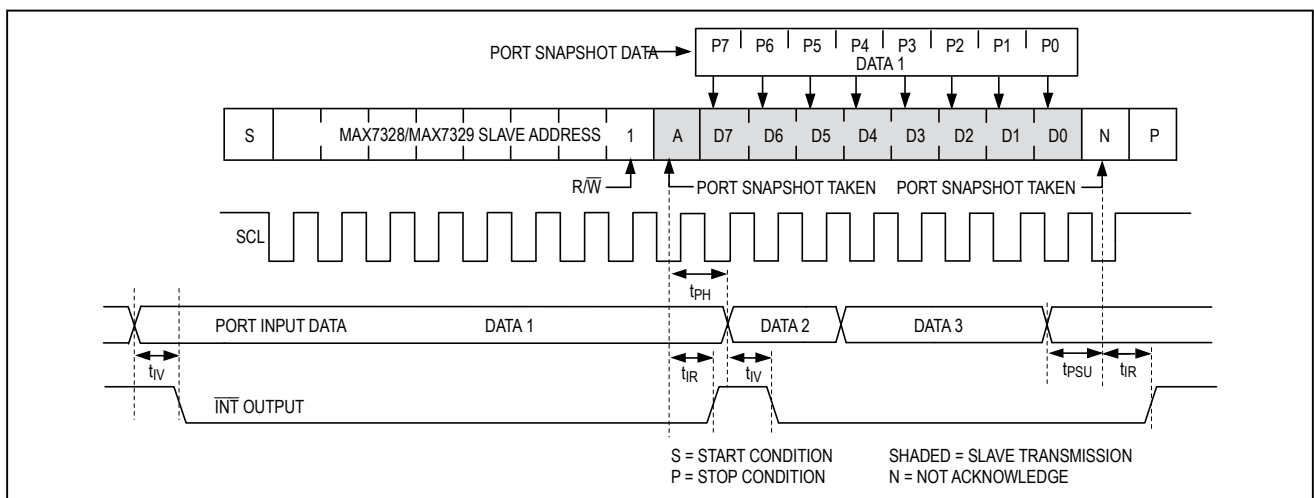 PORT SNAPSHOT DATA
P7 P6 P5 P4 P3 P2 P1 P0
DATA 1
S MAX7328/MAX7329 SLAVE ADDRESS 1 A D7 D6 D5 D4 D3 D2 D1 D0 N P
R/W̅ PORT SNAPSHOT TAKEN PORT SNAPSHOT TAKEN
SCL
tPH
PORT INPUT DATA DATA 1 DATA 2 DATA 3
tIV tIR tIV tPSU tIR
I̅N̅T̅ OUTPUT
S = START CONDITION SHADED = SLAVE TRANSMISSION
P = STOP CONDITION N = NOT ACKNOWLEDGE